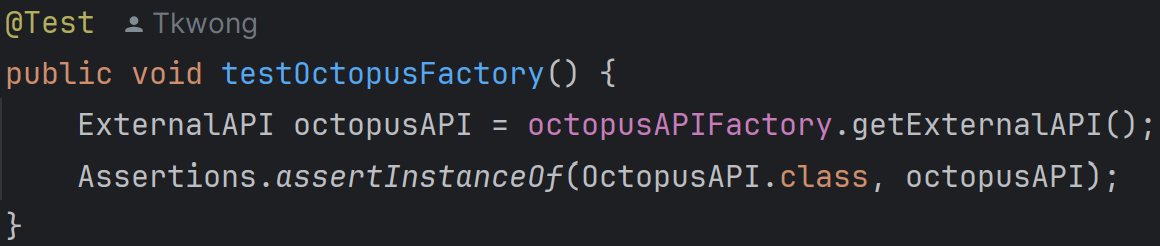 @Test Tkwong
public void testOctopusFactory() {
    ExternalAPI octopusAPI = octopusAPIFactory.getExternalAPI();
    Assertions.assertInstanceOf(OctopusAPI.class, octopusAPI);
}